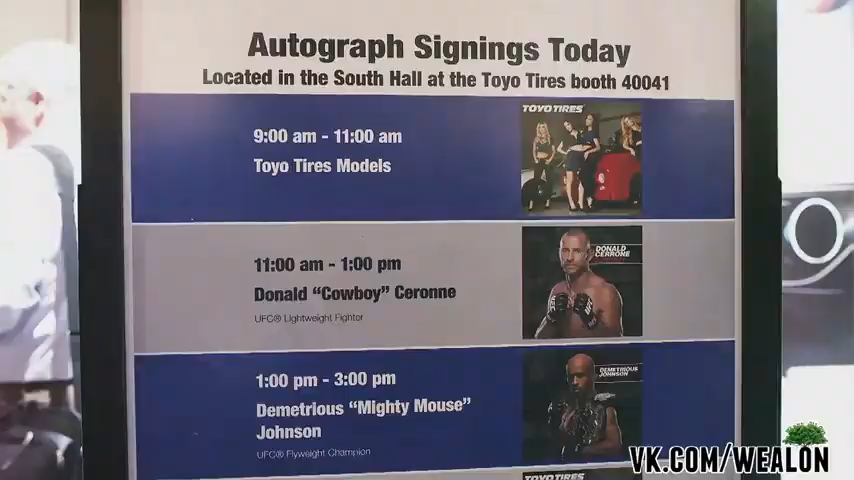 Autograph Signings Today
Located in the South Hall at the Toyo Tires booth 40041
TOYO TIRES
9:00 am - 11:00 am
Toyo Tires Models
DONALD
CERRONE
11:00 am - 1:00 pm
Donald “Cowboy” Ceronne
UFC® Lightweight Fighter
DEMETRIOUS
JOHNSON
1:00 pm - 3:00 pm
Demetrious “Mighty Mouse”
Johnson
UFC® Flyweight Champion
TOYO TIRES
VK.COM/WEALON